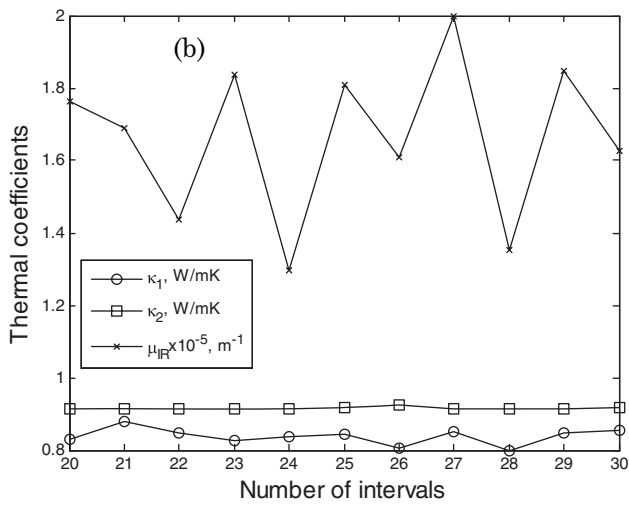 (b)
2
1.8
1.6
1.4
1.2
1
0.8
Thermal coefficients
κ1, W/mK
κ2, W/mK
μIRx10-5, m-1
20 21 22 23 24 25 26 27 28 29 30
Number of intervals